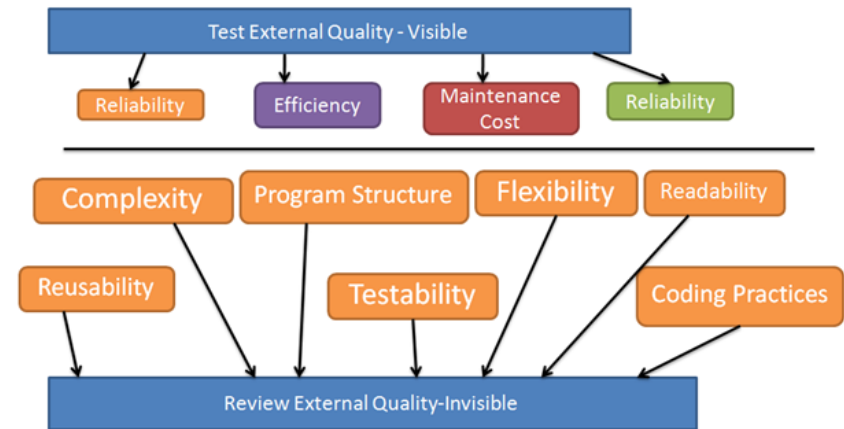 Test External Quality - Visible
Reliability
Efficiency
Maintenance
Cost
Reliability
Complexity
Program Structure
Flexibility
Readability
Reusability
Testability
Coding Practices
Review External Quality-Invisible